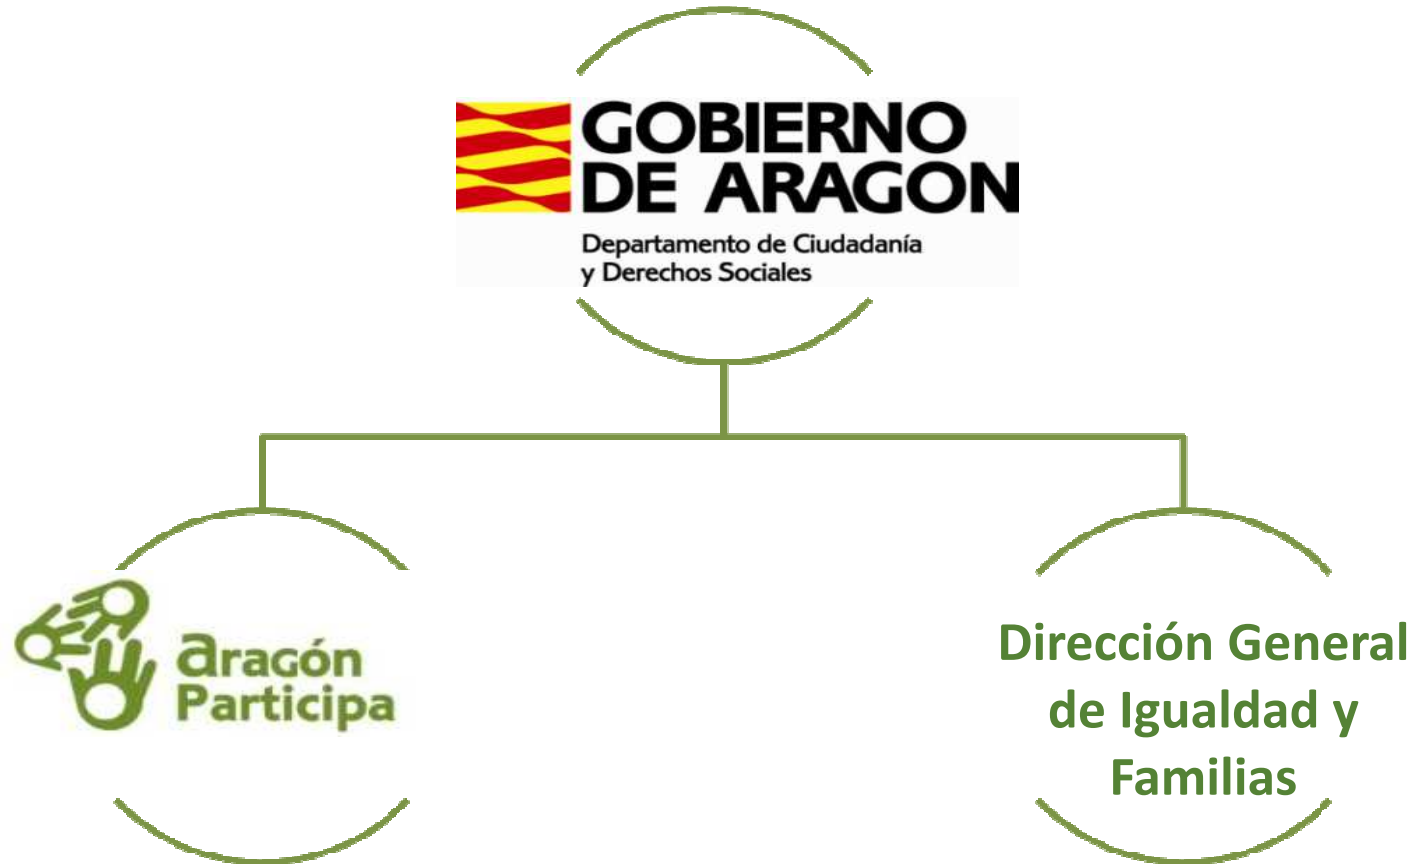 GOBIERNO
DE ARAGON
Departamento de Ciudadanía
y Derechos Sociales
aragón
Participa
Dirección General
de Igualdad y
Familias